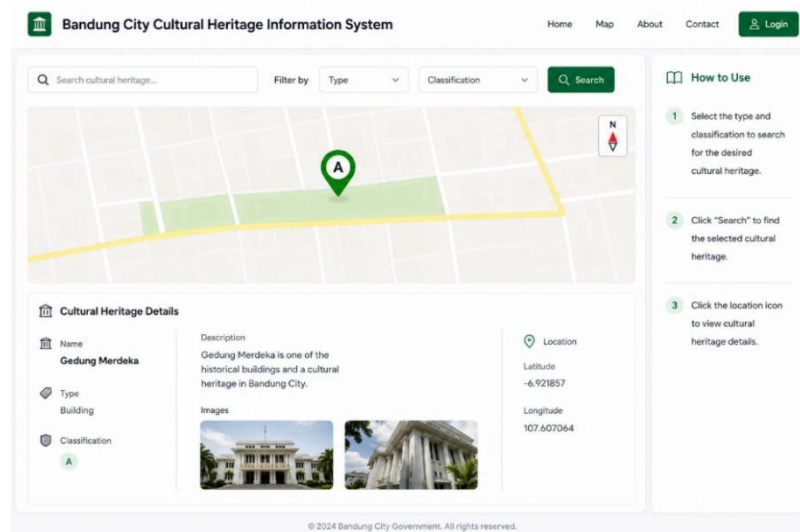 Bandung City Cultural Heritage Information System
Home
Map
About
Contact
Login
Search cultural heritage...
Filter by
Type
Classification
Search
N
A
Cultural Heritage Details
Name
Gedung Merdeka
Type
Building
Classification
A
Description
Gedung Merdeka is one of the
historical buildings and a cultural
heritage in Bandung City.
Images
Location
Latitude
-6.921857
Longitude
107.607064
How to Use
1
Select the type and
classification to search
for the desired
cultural heritage.
2
Click "Search" to find
the selected cultural
heritage.
3
Click the location icon
to view cultural
heritage details.
© 2024 Bandung City Government. All rights reserved.